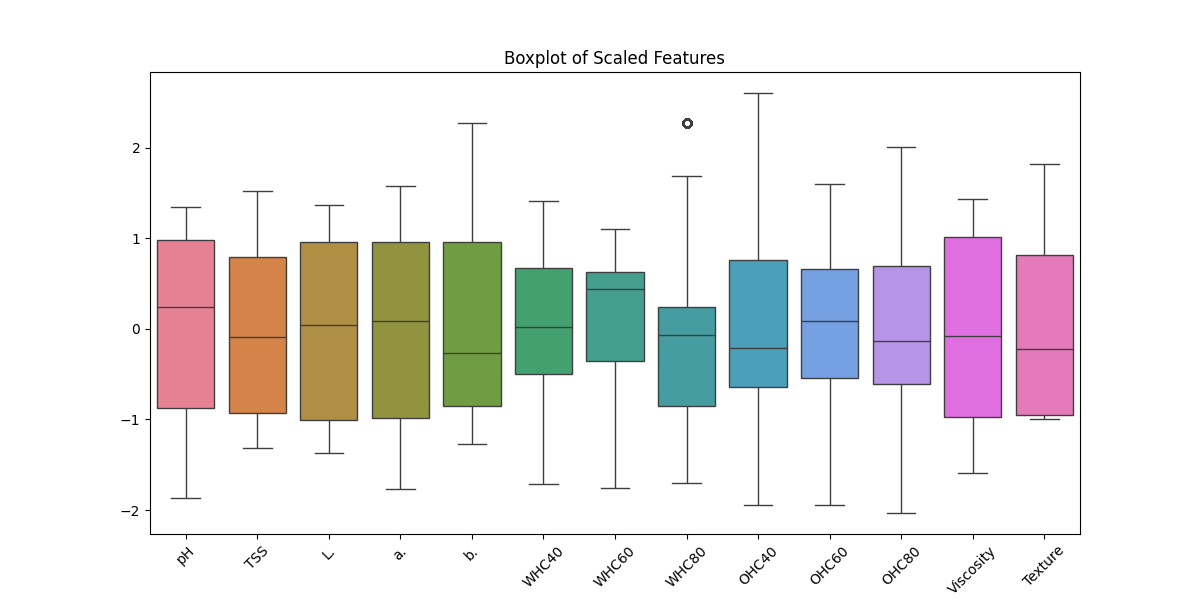 Boxplot of Scaled Features
2
1
0
−1
−2
pH
TSS
L.
a.
b.
WHC40
WHC60
WHC80
OHC40
OHC60
OHC80
Viscosity
Texture